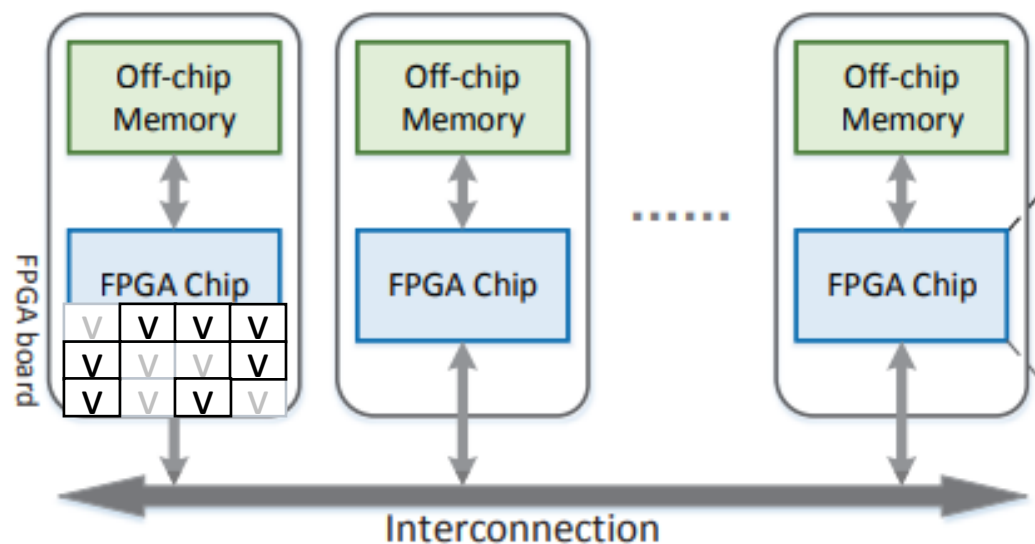 Off-chip
Memory
Off-chip
Memory
Off-chip
Memory
......
FPGA board
FPGA Chip
FPGA Chip
FPGA Chip
V V V V
V V V V
V V V V
Interconnection